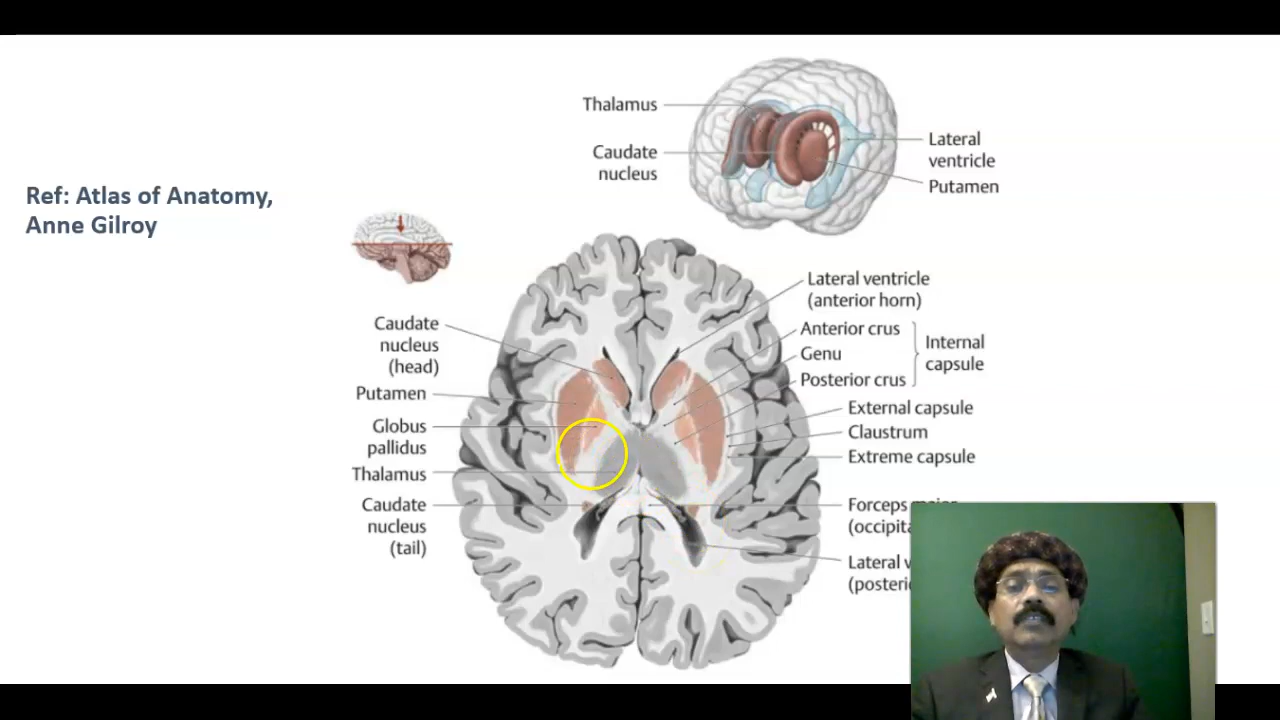 Thalamus
Caudate
nucleus
Lateral
ventricle
Putamen
Ref: Atlas of Anatomy,
Anne Gilroy
Lateral ventricle
(anterior horn)
Anterior crus
Genu
Posterior crus
Internal
capsule
External capsule
Claustrum
Extreme capsule
Caudate
nucleus
(head)
Putamen
Globus
pallidus
Thalamus
Caudate
nucleus
(tail)
Forceps
Lateral